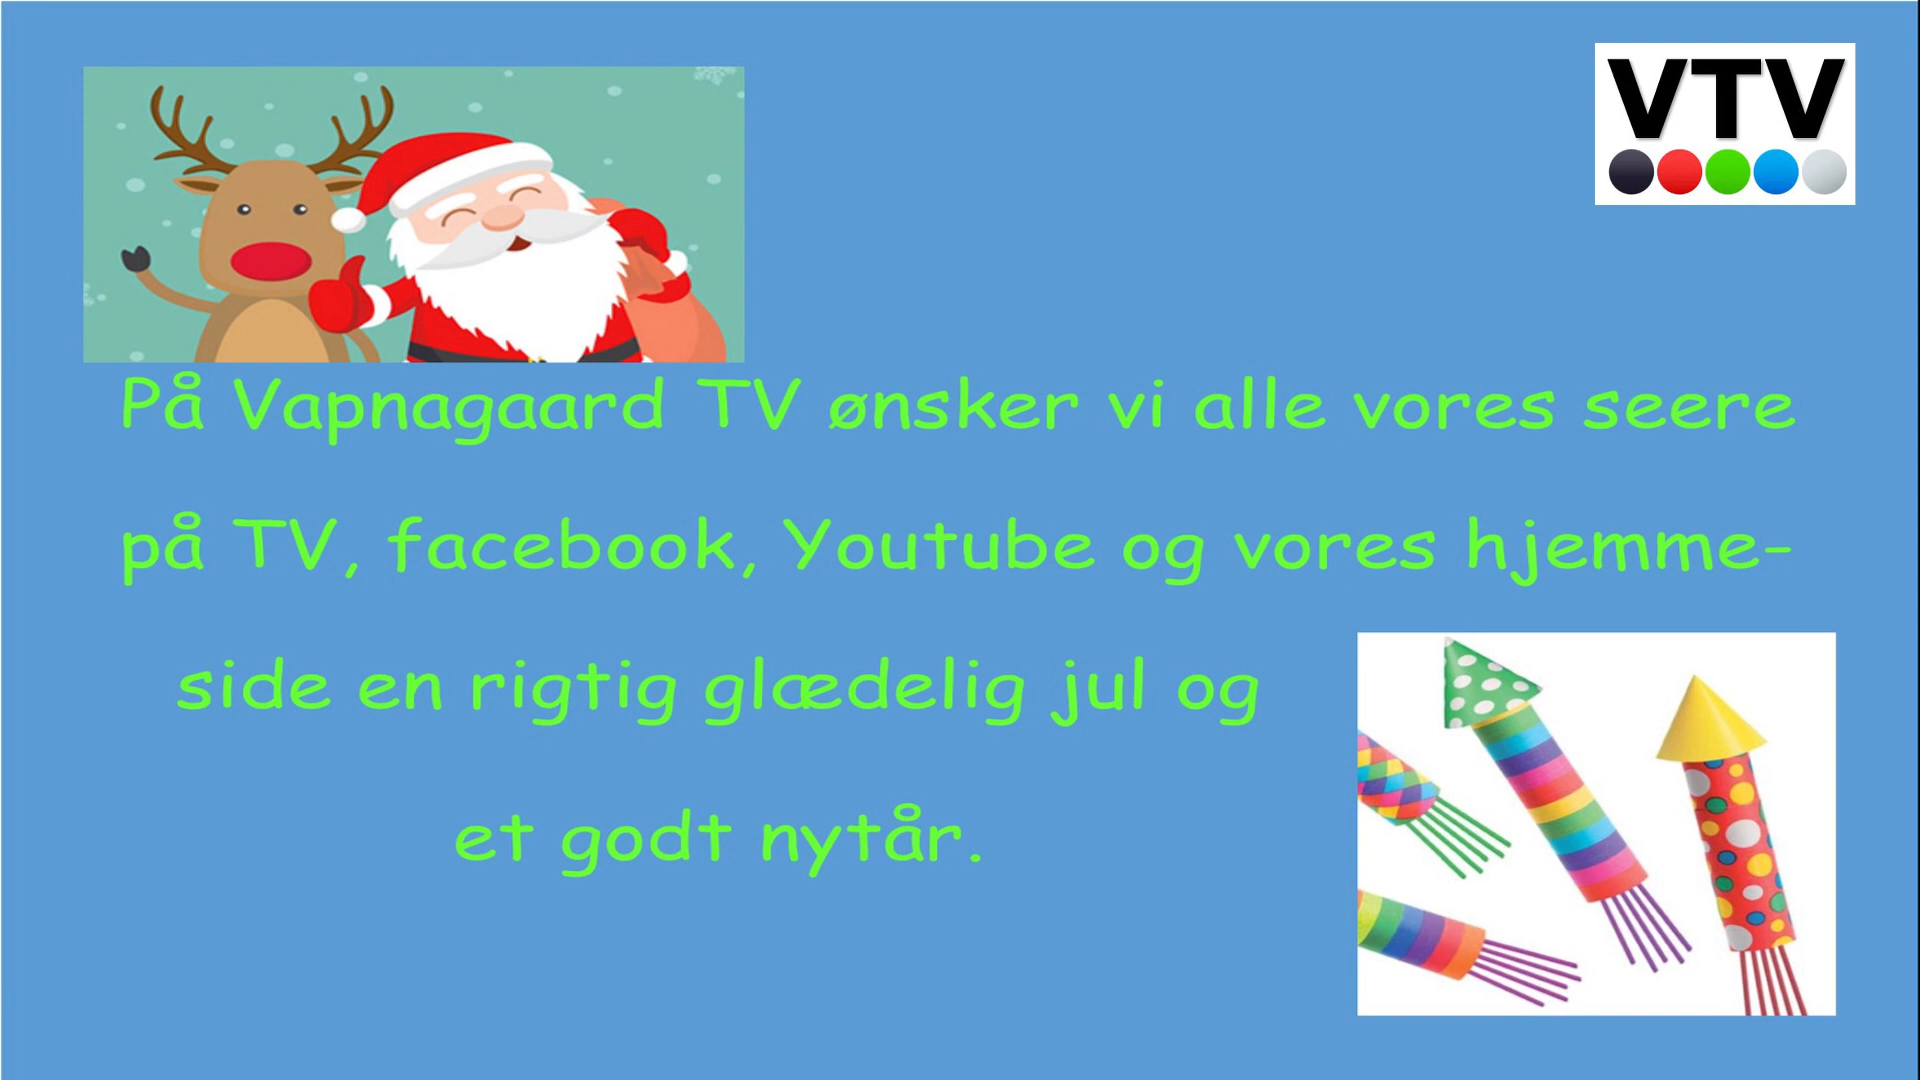 VTV
På Vapnagaard TV ønsker vi alle vores seere
på TV, facebook, Youtube og vores hjemme-
side en rigtig glædelig jul og
et godt nytår.